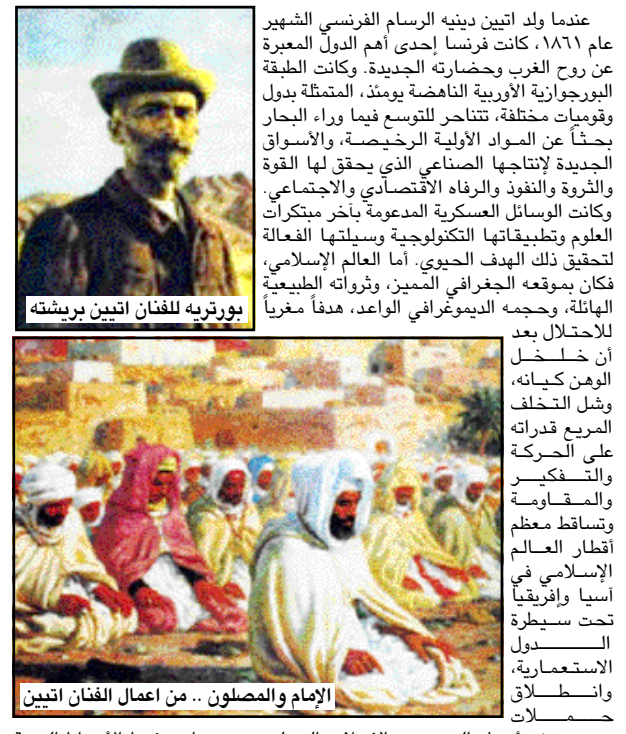 عندما ولد اتيين دينيه الرسام الفرنسي الشهير
عام ١٨٦١، كانت فرنسا إحدى أهم الدول المعبرة
عن روح الغرب وحضارته الجديدة. وكانت الطبقة
البورجوازية الأوربية الناهضة يومئذ، المتمثلة بدول
وقوميات مختلفة، تتناحر للتوسع فيما وراء البحار
بحثاً عن المواد الأولية الرخيصة، والأسواق
الجديدة لإنتاجها الصناعي الذي يحقق لها القوة
والثروة والنفوذ والرفاه الاقتصادي والاجتماعي.
وكانت الوسائل العسكرية المدعومة بآخر مبتكرات
العلوم وتطبيقاتها التكنولوجية وسيلتها الفعالة
لتحقيق ذلك الهدف الحيوي. أما العالم الإسلامي،
فكان بموقعه الجغرافي المميز، وثرواته الطبيعية
الهائلة، وحجمه الديموغرافي الواعد، هدفاً مغرياً
للاحتلال بعد
أن خلخل
الوهن كيانه،
وشل التخلف
المريع قدراته
على الحركة
والتفكير
والمقاومة
وتساقط معظم
أقطار العالم
الإسلامي في
آسيا وإفريقيا
تحت سيطرة
الدول
الاستعمارية،
وانطلاق
حملات
بورتريه للفنان اتيين بريشته
الإمام والمصلون .. من اعمال الفنان اتيين